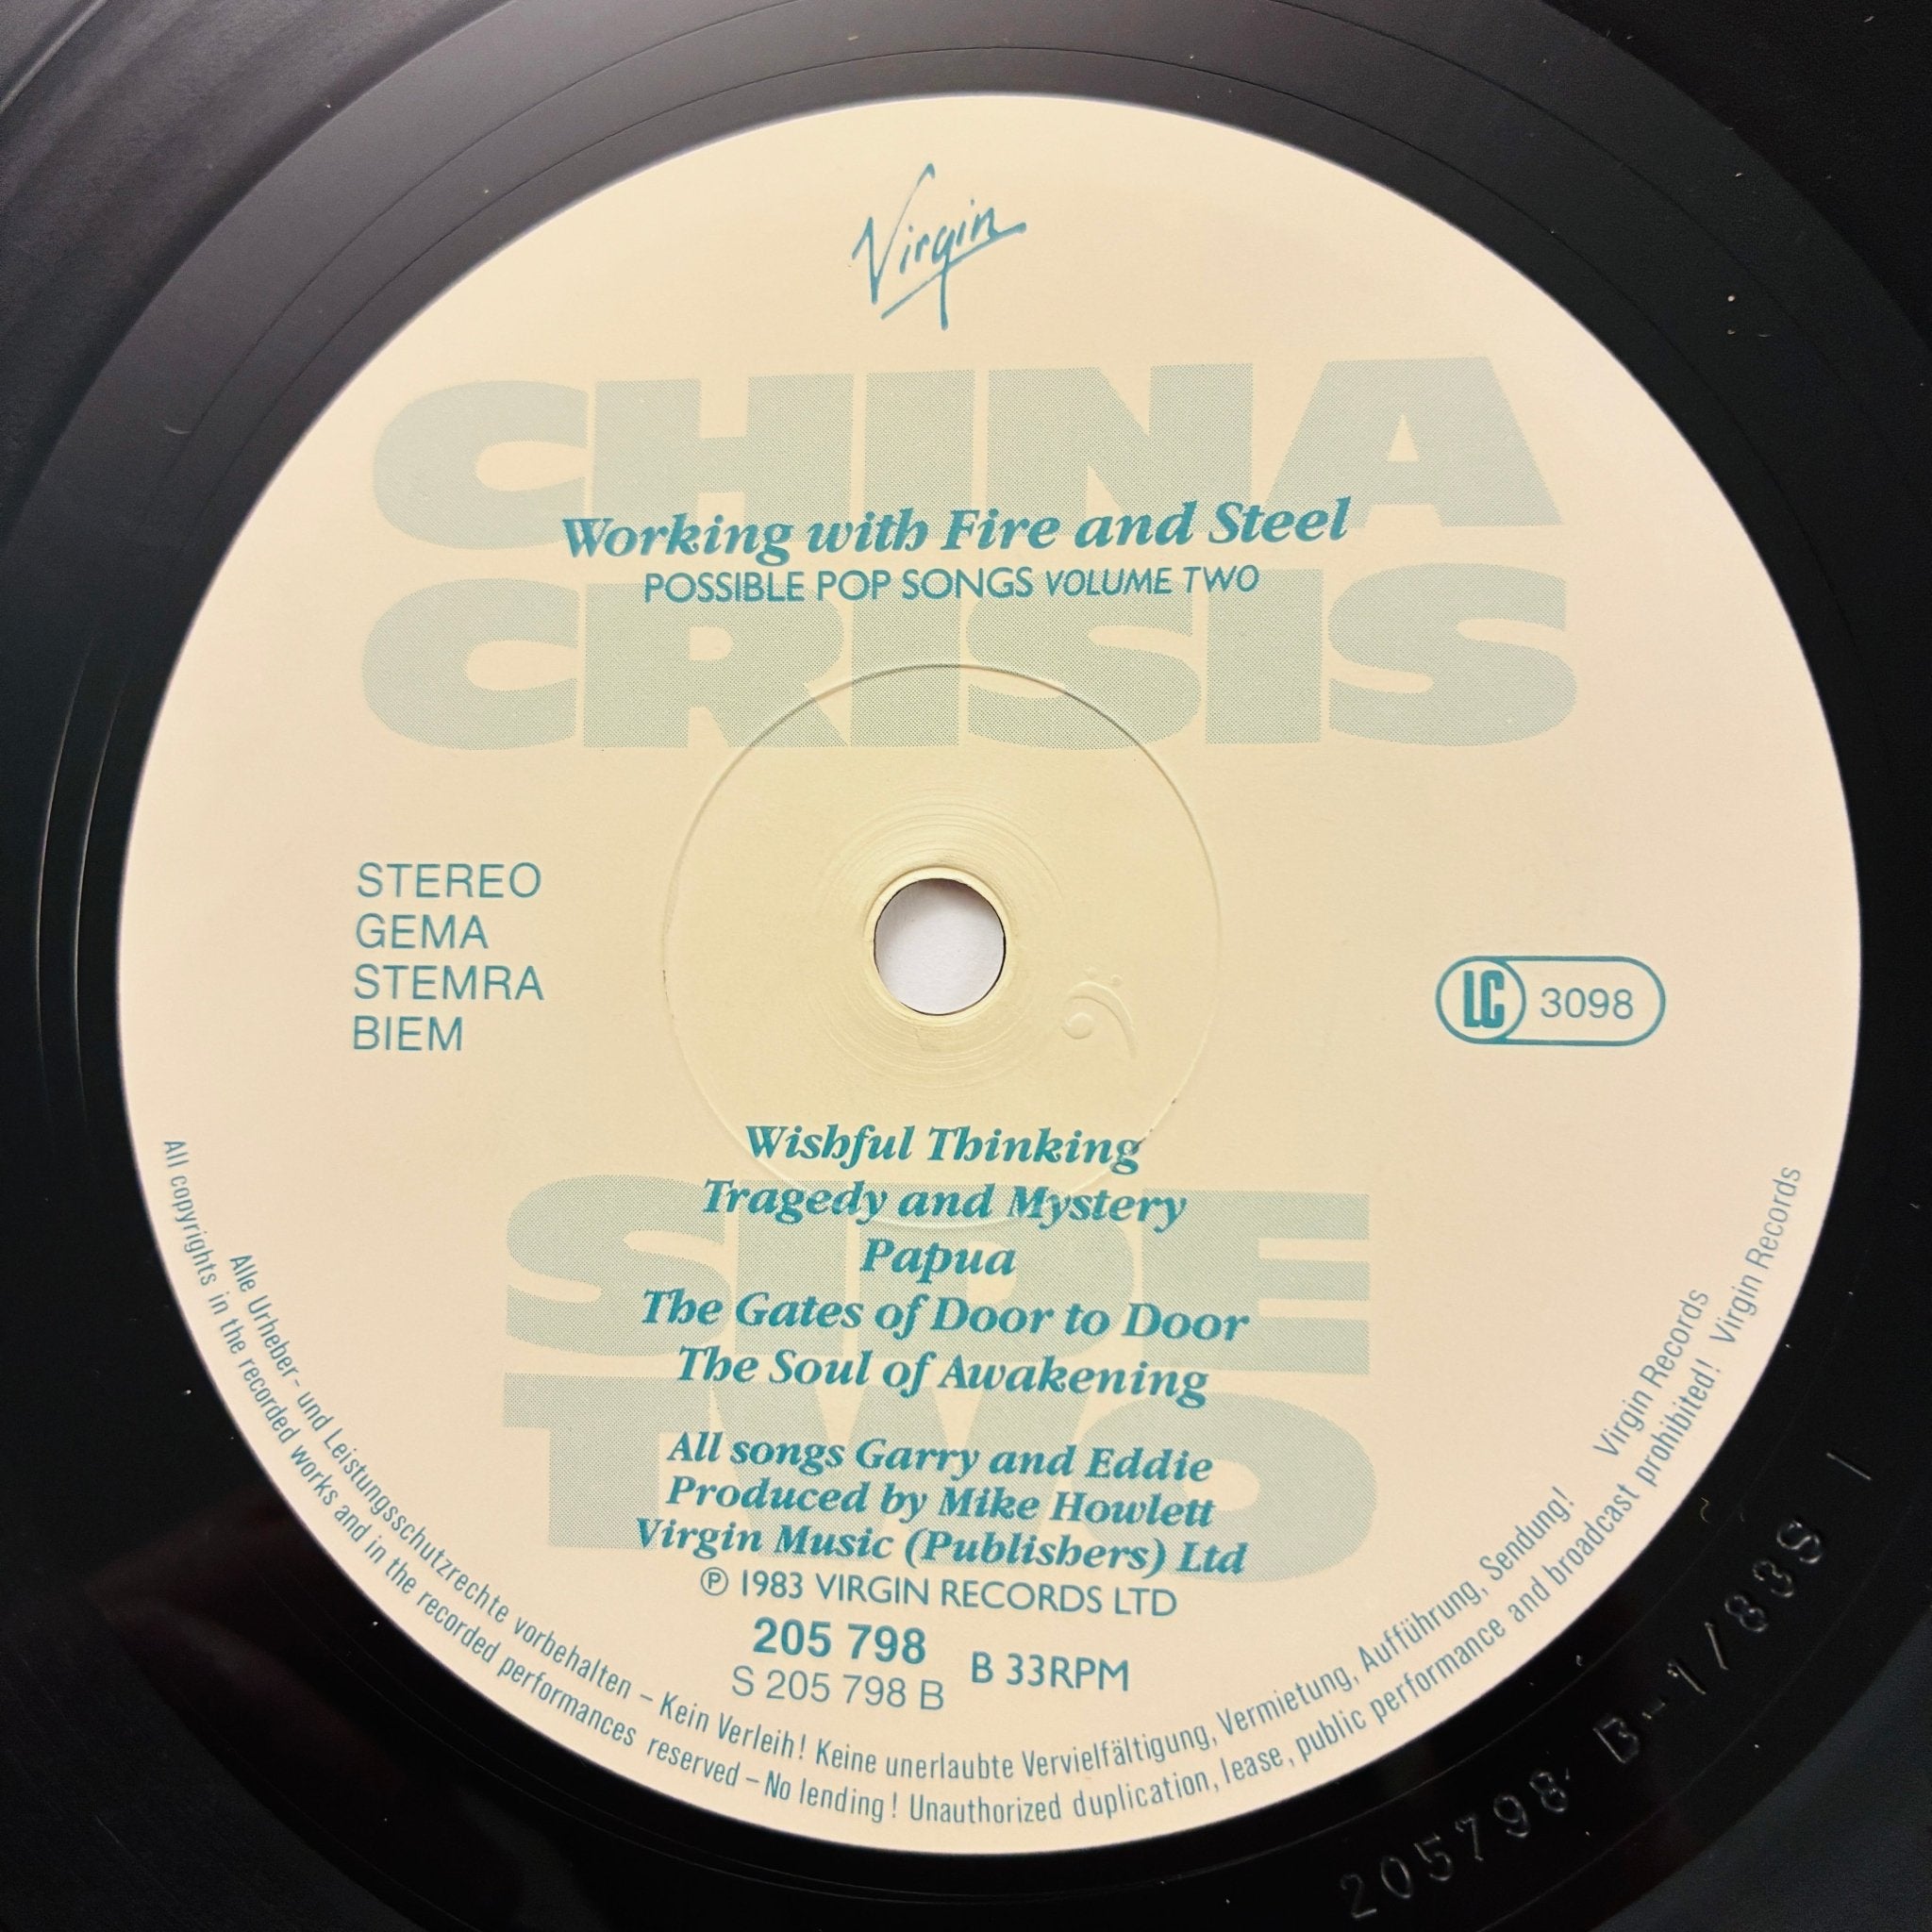 Virgin
CHINA
Working with Fire and Steel
POSSIBLE POP SONGS VOLUME TWO
CRISIS
STEREO
GEMA
STEMRA
BIEM
LC 3098
SIDE
TWO
Wishful Thinking
Tragedy and Mystery
Papua
The Gates of Door to Door
The Soul of Awakening
All songs Garry and Eddie
Produced by Mike Howlett
Virgin Music (Publishers) Ltd
℗ 1983 VIRGIN RECORDS LTD
205 798 B 33RPM
S 205 798 B
Alle Urheber- und Leistungsschutzrechte vorbehalten – Kein Verleih! Keine unerlaubte Vervielfältigung, Vermietung, Aufführung, Sendung! Virgin Records
All copyrights in the recorded works and in the recorded performances reserved – No lending! Unauthorized duplication, lease, public performance and broadcast prohibited! Virgin Records
205798 B-1/83S